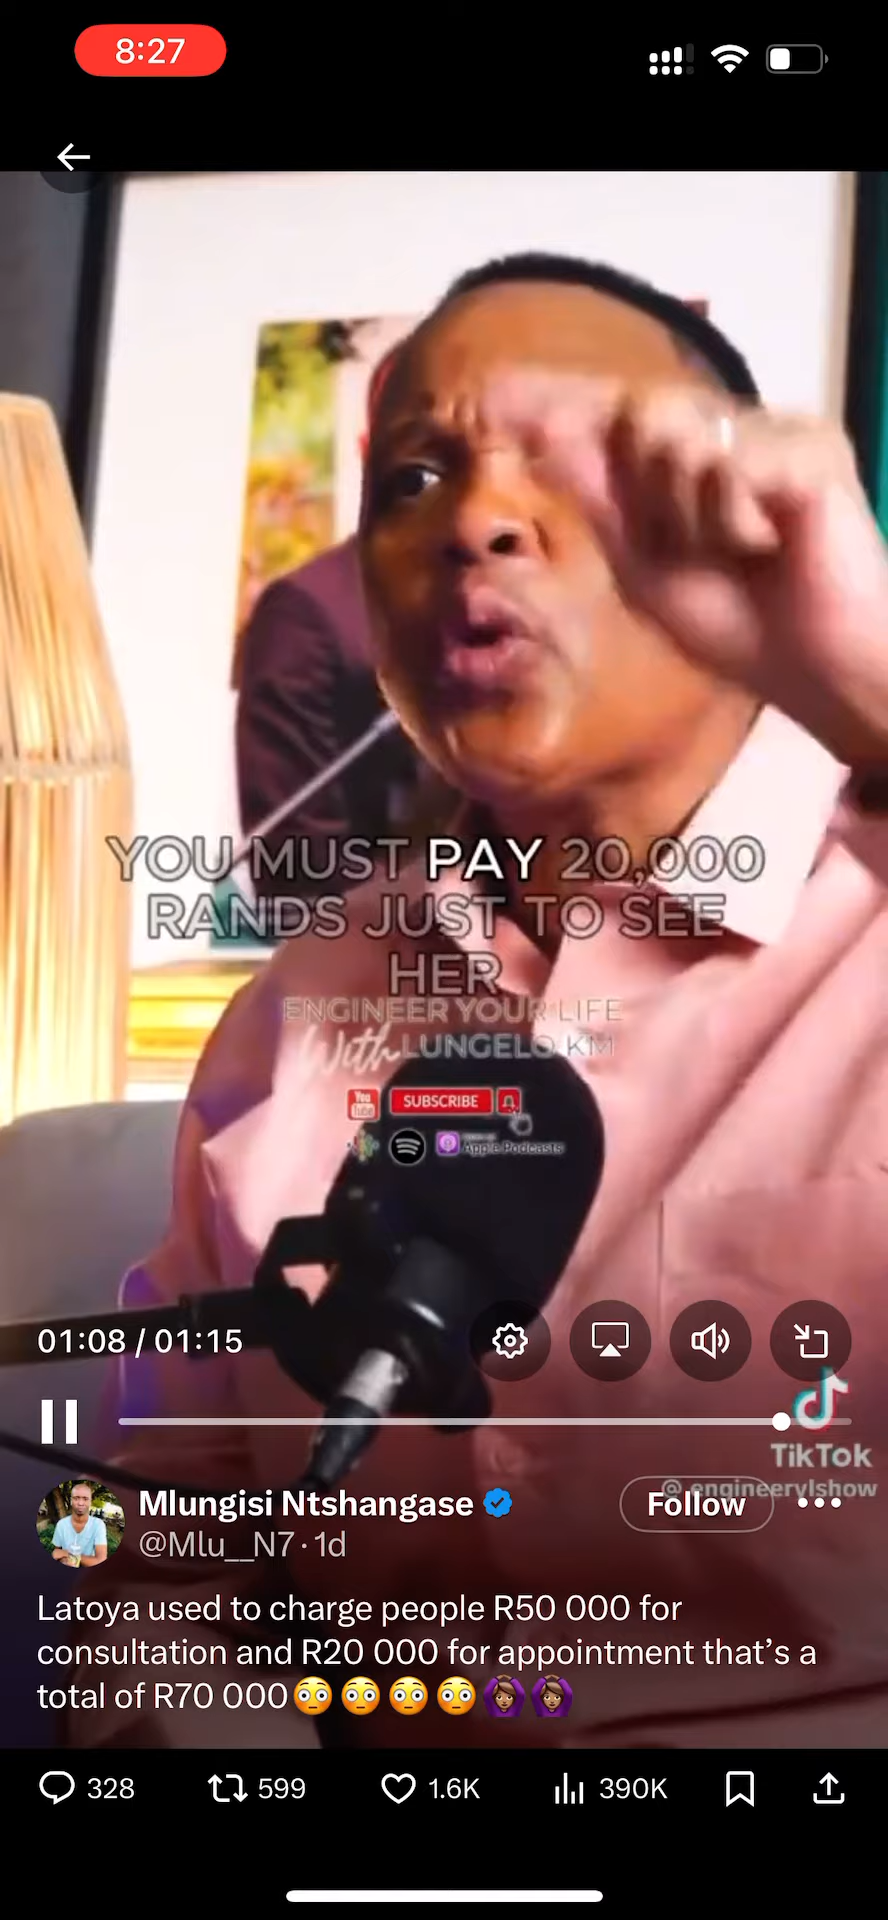 8:27
YOU MUST PAY 20,000
RANDS JUST TO SEE
HER
ENGINEER YOUR LIFE
With LUNGELO KM
You
Tube
SUBSCRIBE
Apple Podcasts
01:08 / 01:15
TikTok
@engineerylshow
Mlungisi Ntshangase
Follow
@Mlu__N7 · 1d
Latoya used to charge people R50 000 for
consultation and R20 000 for appointment that’s a
total of R70 000😳😳😳😳🙆🏽‍♀️🙆🏽‍♀️
328 599 1.6K 390K